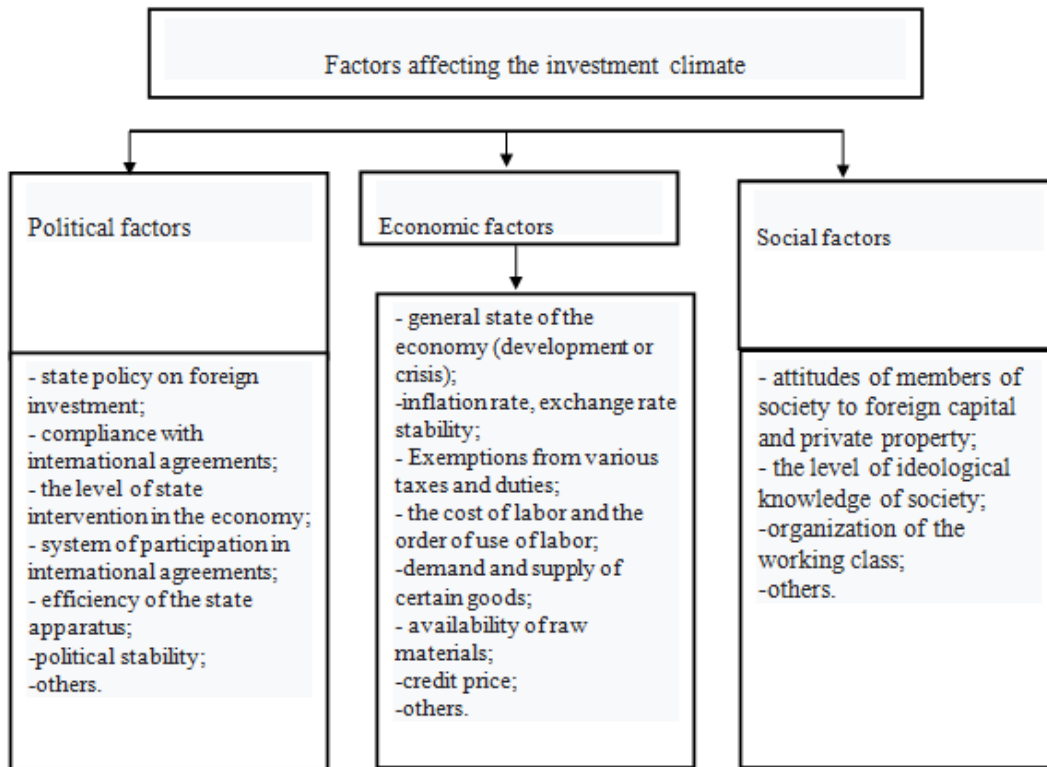 Factors affecting the investment climate
Political factors
- state policy on foreign
investment;
- compliance with
international agreements;
- the level of state
intervention in the economy;
- system of participation in
international agreements;
- efficiency of the state
apparatus;
-political stability;
-others.
Economic factors
- general state of the
economy (development or
crisis);
-inflation rate, exchange rate
stability;
- Exemptions from various
taxes and duties;
- the cost of labor and the
order of use of labor;
-demand and supply of
certain goods;
- availability of raw
materials;
-credit price;
-others.
Social factors
- attitudes of members of
society to foreign capital
and private property;
- the level of ideological
knowledge of society;
-organization of the
working class;
-others.